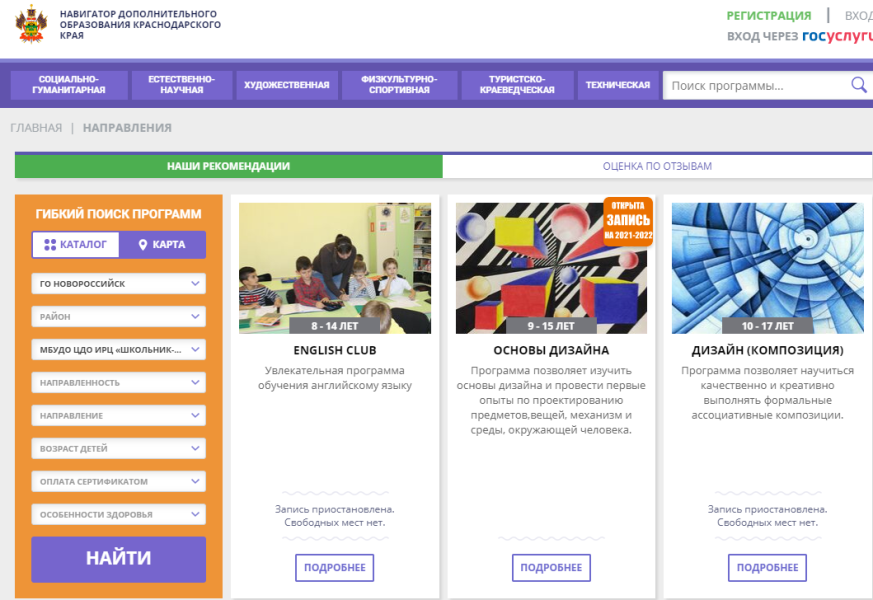 НАВИГАТОР ДОПОЛНИТЕЛЬНОГО
ОБРАЗОВАНИЯ КРАСНОДАРСКОГО
КРАЯ
РЕГИСТРАЦИЯ | ВХОД
ВХОД ЧЕРЕЗ госуслуги
СОЦИАЛЬНО-
ГУМАНИТАРНАЯ
ЕСТЕСТВЕННО-
НАУЧНАЯ
ХУДОЖЕСТВЕННАЯ
ФИЗКУЛЬТУРНО-
СПОРТИВНАЯ
ТУРИСТСКО-
КРАЕВЕДЧЕСКАЯ
ТЕХНИЧЕСКАЯ
Поиск программы...
ГЛАВНАЯ | НАПРАВЛЕНИЯ
НАШИ РЕКОМЕНДАЦИИ
ОЦЕНКА ПО ОТЗЫВАМ
ГИБКИЙ ПОИСК ПРОГРАММ
КАТАЛОГ
КАРТА
ГО НОВОРОССИЙСК
РАЙОН
МБУДО ЦДО ИРЦ «ШКОЛЬНИК-...
НАПРАВЛЕННОСТЬ
НАПРАВЛЕНИЕ
ВОЗРАСТ ДЕТЕЙ
ОПЛАТА СЕРТИФИКАТОМ
ОСОБЕННОСТИ ЗДОРОВЬЯ
НАЙТИ
8 - 14 ЛЕТ
ENGLISH CLUB
Увлекательная программа
обучения английскому языку
Запись приостановлена.
Свободных мест нет.
ПОДРОБНЕЕ
ОТКРЫТА
ЗАПИСЬ
НА 2021-2022
9 - 15 ЛЕТ
ОСНОВЫ ДИЗАЙНА
Программа позволяет изучить
основы дизайна и провести первые
опыты по проектированию
предметов,вещей, механизм и
среды, окружающей человека.
ПОДРОБНЕЕ
10 - 17 ЛЕТ
ДИЗАЙН (КОМПОЗИЦИЯ)
Программа позволяет научиться
качественно и креативно
выполнять формальные
ассоциативные композиции.
Запись приостановлена.
Свободных мест нет.
ПОДРОБНЕЕ